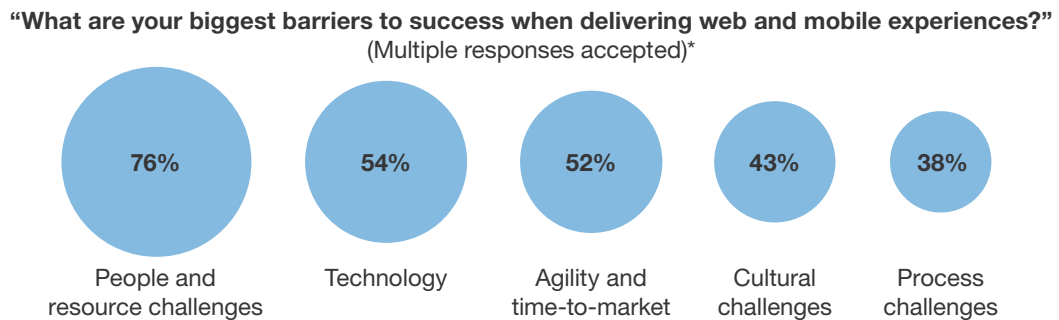 “What are your biggest barriers to success when delivering web and mobile experiences?”
(Multiple responses accepted)*
76%
54%
52%
43%
38%
People and
resource challenges
Technology
Agility and
time-to-market
Cultural
challenges
Process
challenges